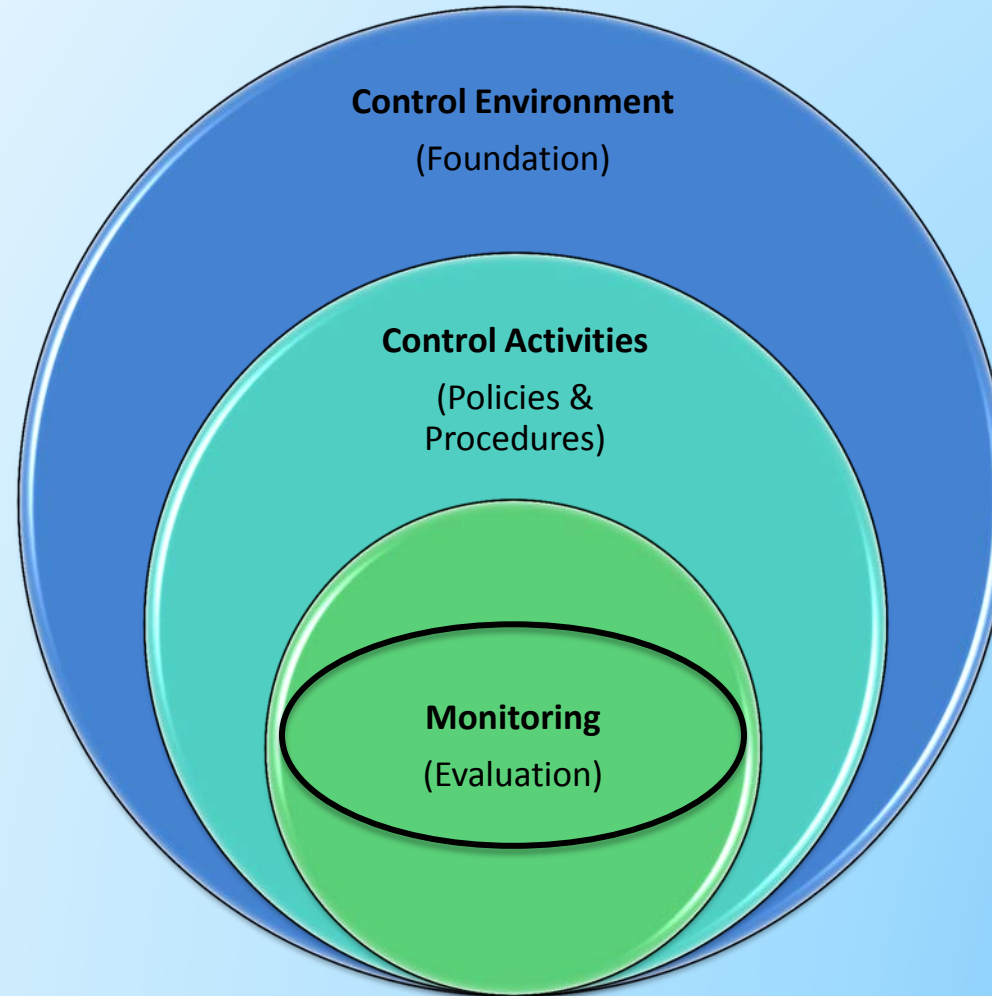 Control Environment
(Foundation)
Control Activities
(Policies &
Procedures)
Monitoring
(Evaluation)